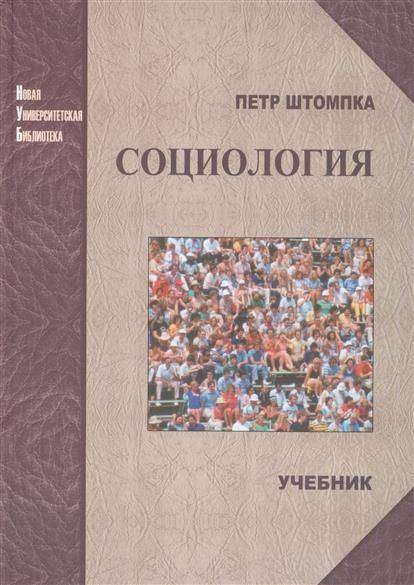 Новая
Университетская
Библиотека
ПЕТР ШТОМПКА
СОЦИОЛОГИЯ
УЧЕБНИК